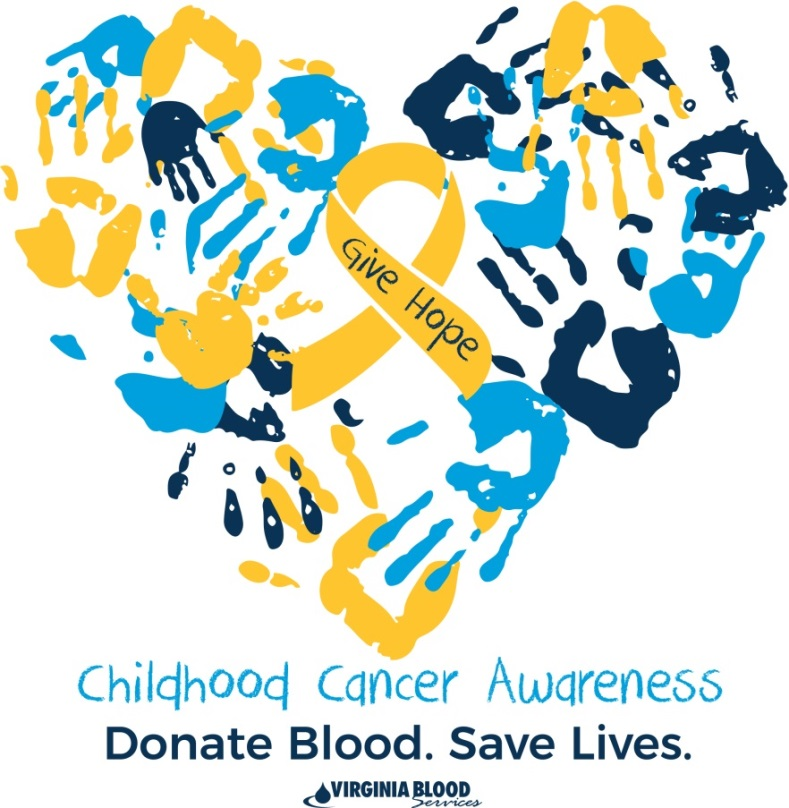 Give Hope
Childhood Cancer Awareness
Donate Blood. Save Lives.
VIRGINIA BLOOD
Services